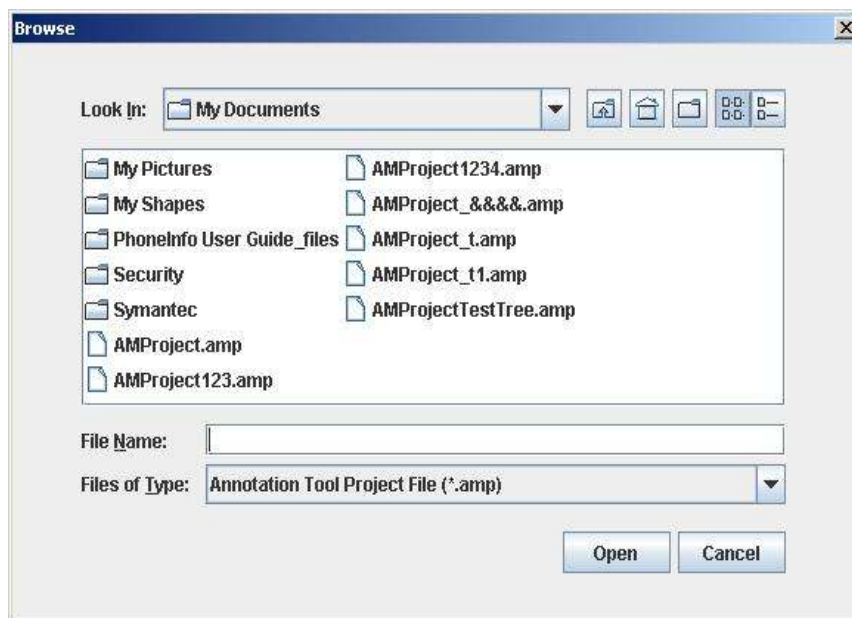 Browse
Look In: My Documents
My Pictures
My Shapes
PhoneInfo User Guide_files
Security
Symantec
AMProject.amp
AMProject123.amp
AMProject1234.amp
AMProject_&&&&.amp
AMProject_t.amp
AMProject_t1.amp
AMProjectTestTree.amp
File Name:
Files of Type: Annotation Tool Project File (*.amp)
Open Cancel